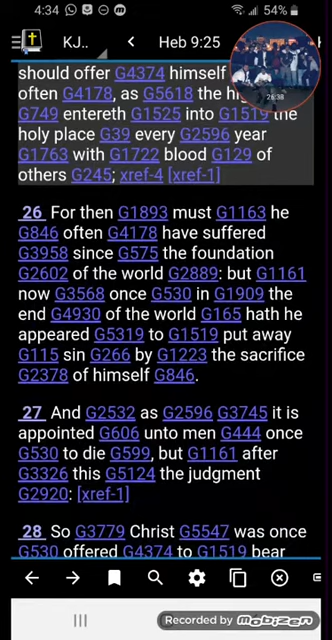 4:34
54%
KJ..
Heb 9:25
26:38
should offer G4374 himself
often G4178, as G5618 the
G749 entereth G1525 into G1519 the
holy place G39 every G2596 year
G1763 with G1722 blood G129 of
others G245; xref-4 [xref-1]
26 For then G1893 must G1163 he
G846 often G4178 have suffered
G3958 since G575 the foundation
G2602 of the world G2889: but G1161
now G3568 once G530 in G1909 the
end G4930 of the world G165 hath he
appeared G5319 to G1519 put away
G115 sin G266 by G1223 the sacrifice
G2378 of himself G846.
27 And G2532 as G2596 G3745 it is
appointed G606 unto men G444 once
G530 to die G599, but G1161 after
G3326 this G5124 the judgment
G2920: [xref-1]
28 So G3779 Christ G5547 was once
G530 offered G4374 to G1519 bear
Recorded by mobizen